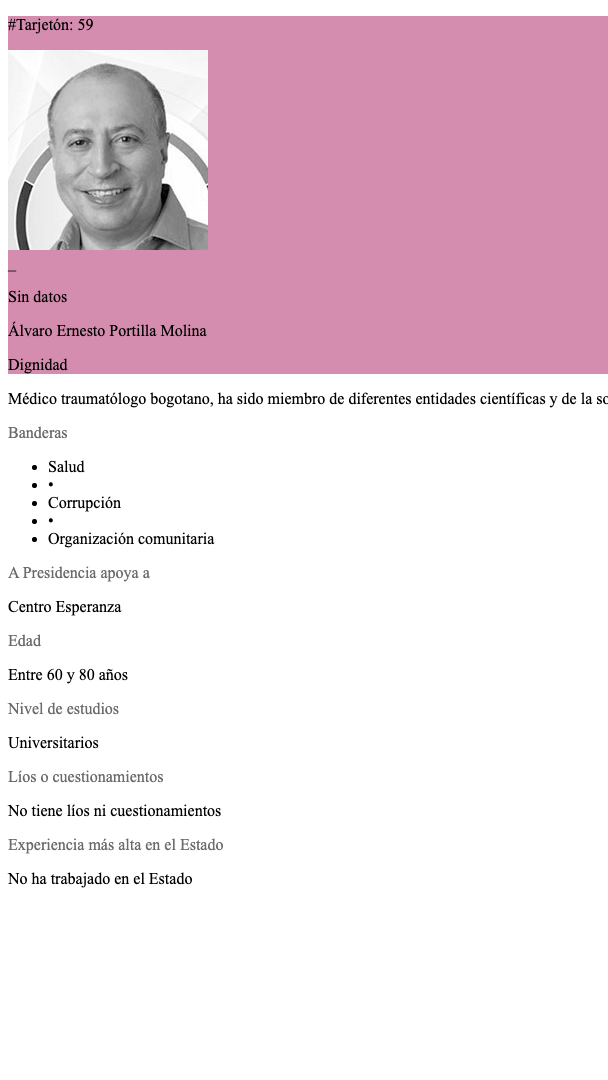 #Tarjetón: 59
_
Sin datos
Álvaro Ernesto Portilla Molina
Dignidad
Médico traumatólogo bogotano, ha sido miembro de diferentes entidades científicas y de la
Banderas
• Salud
• •
• Corrupción
• •
• Organización comunitaria
A Presidencia apoya a
Centro Esperanza
Edad
Entre 60 y 80 años
Nivel de estudios
Universitarios
Líos o cuestionamientos
No tiene líos ni cuestionamientos
Experiencia más alta en el Estado
No ha trabajado en el Estado